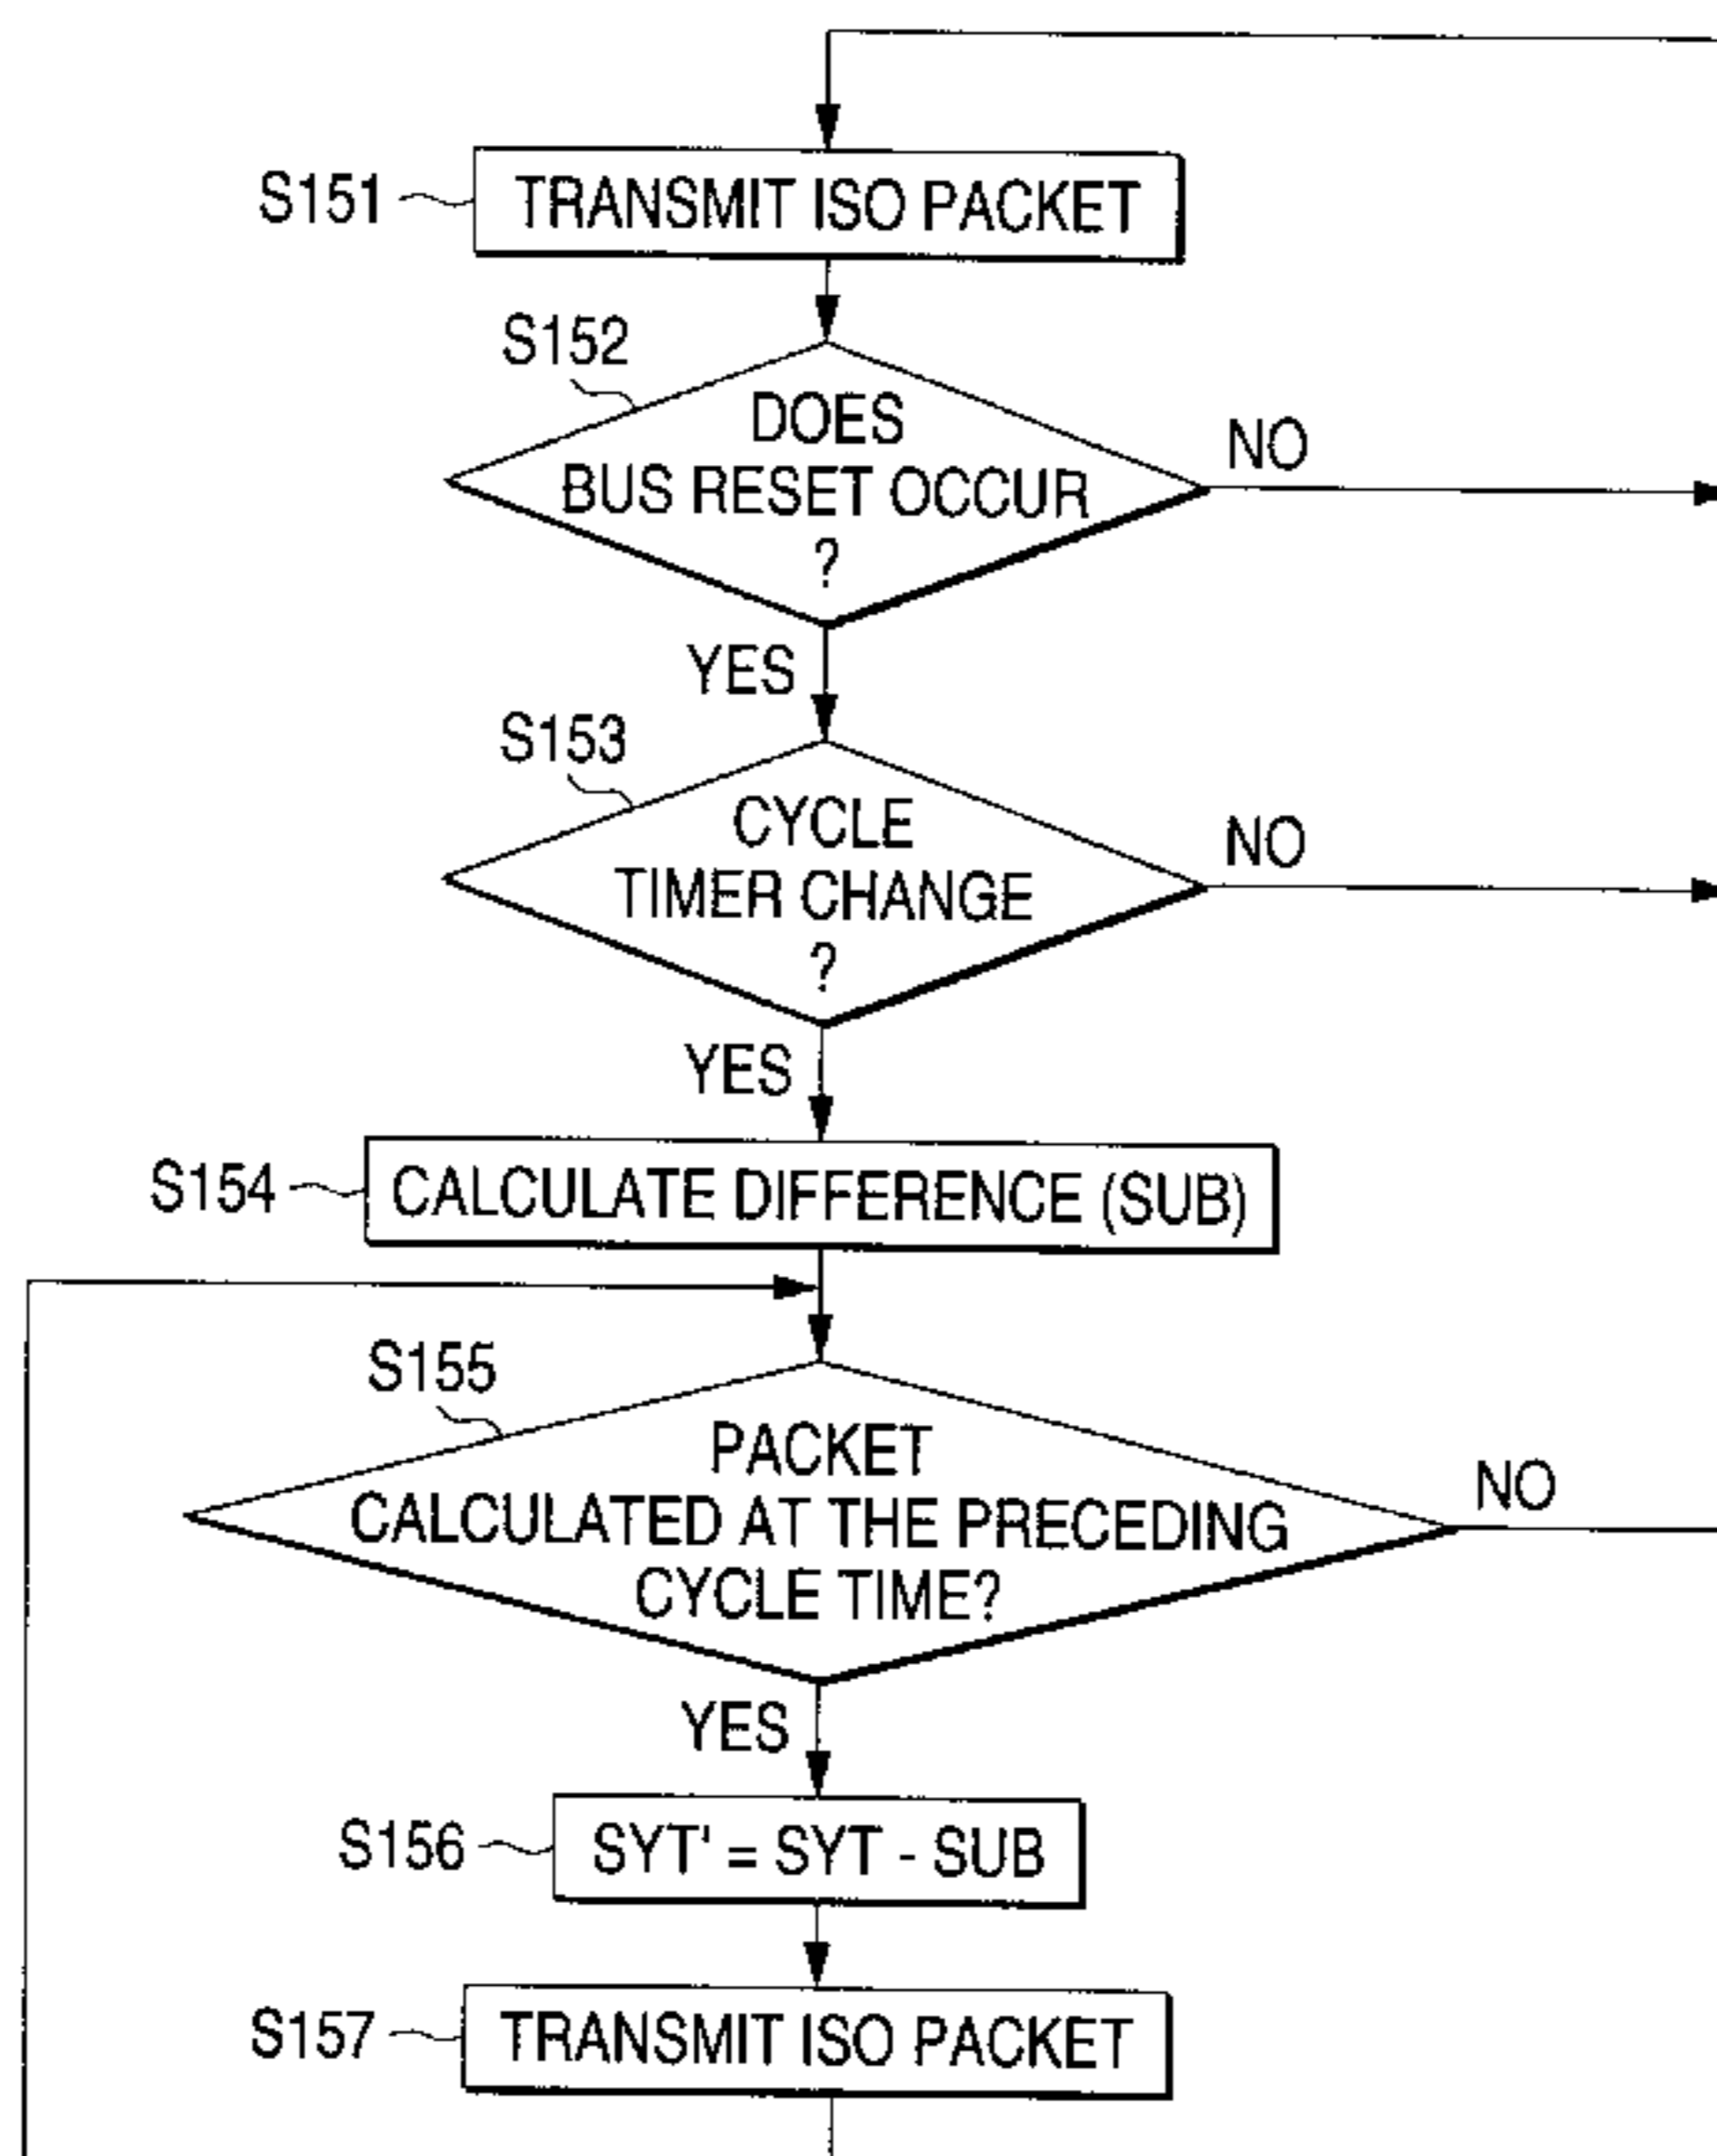 S151
TRANSMIT ISO PACKET
S152
DOES
BUS RESET OCCUR
?
NO
YES
S153
CYCLE
TIMER CHANGE
?
NO
YES
S154
CALCULATE DIFFERENCE (SUB)
S155
PACKET
CALCULATED AT THE PRECEDING
CYCLE TIME?
NO
YES
S156
SYT' = SYT - SUB
S157
TRANSMIT ISO PACKET